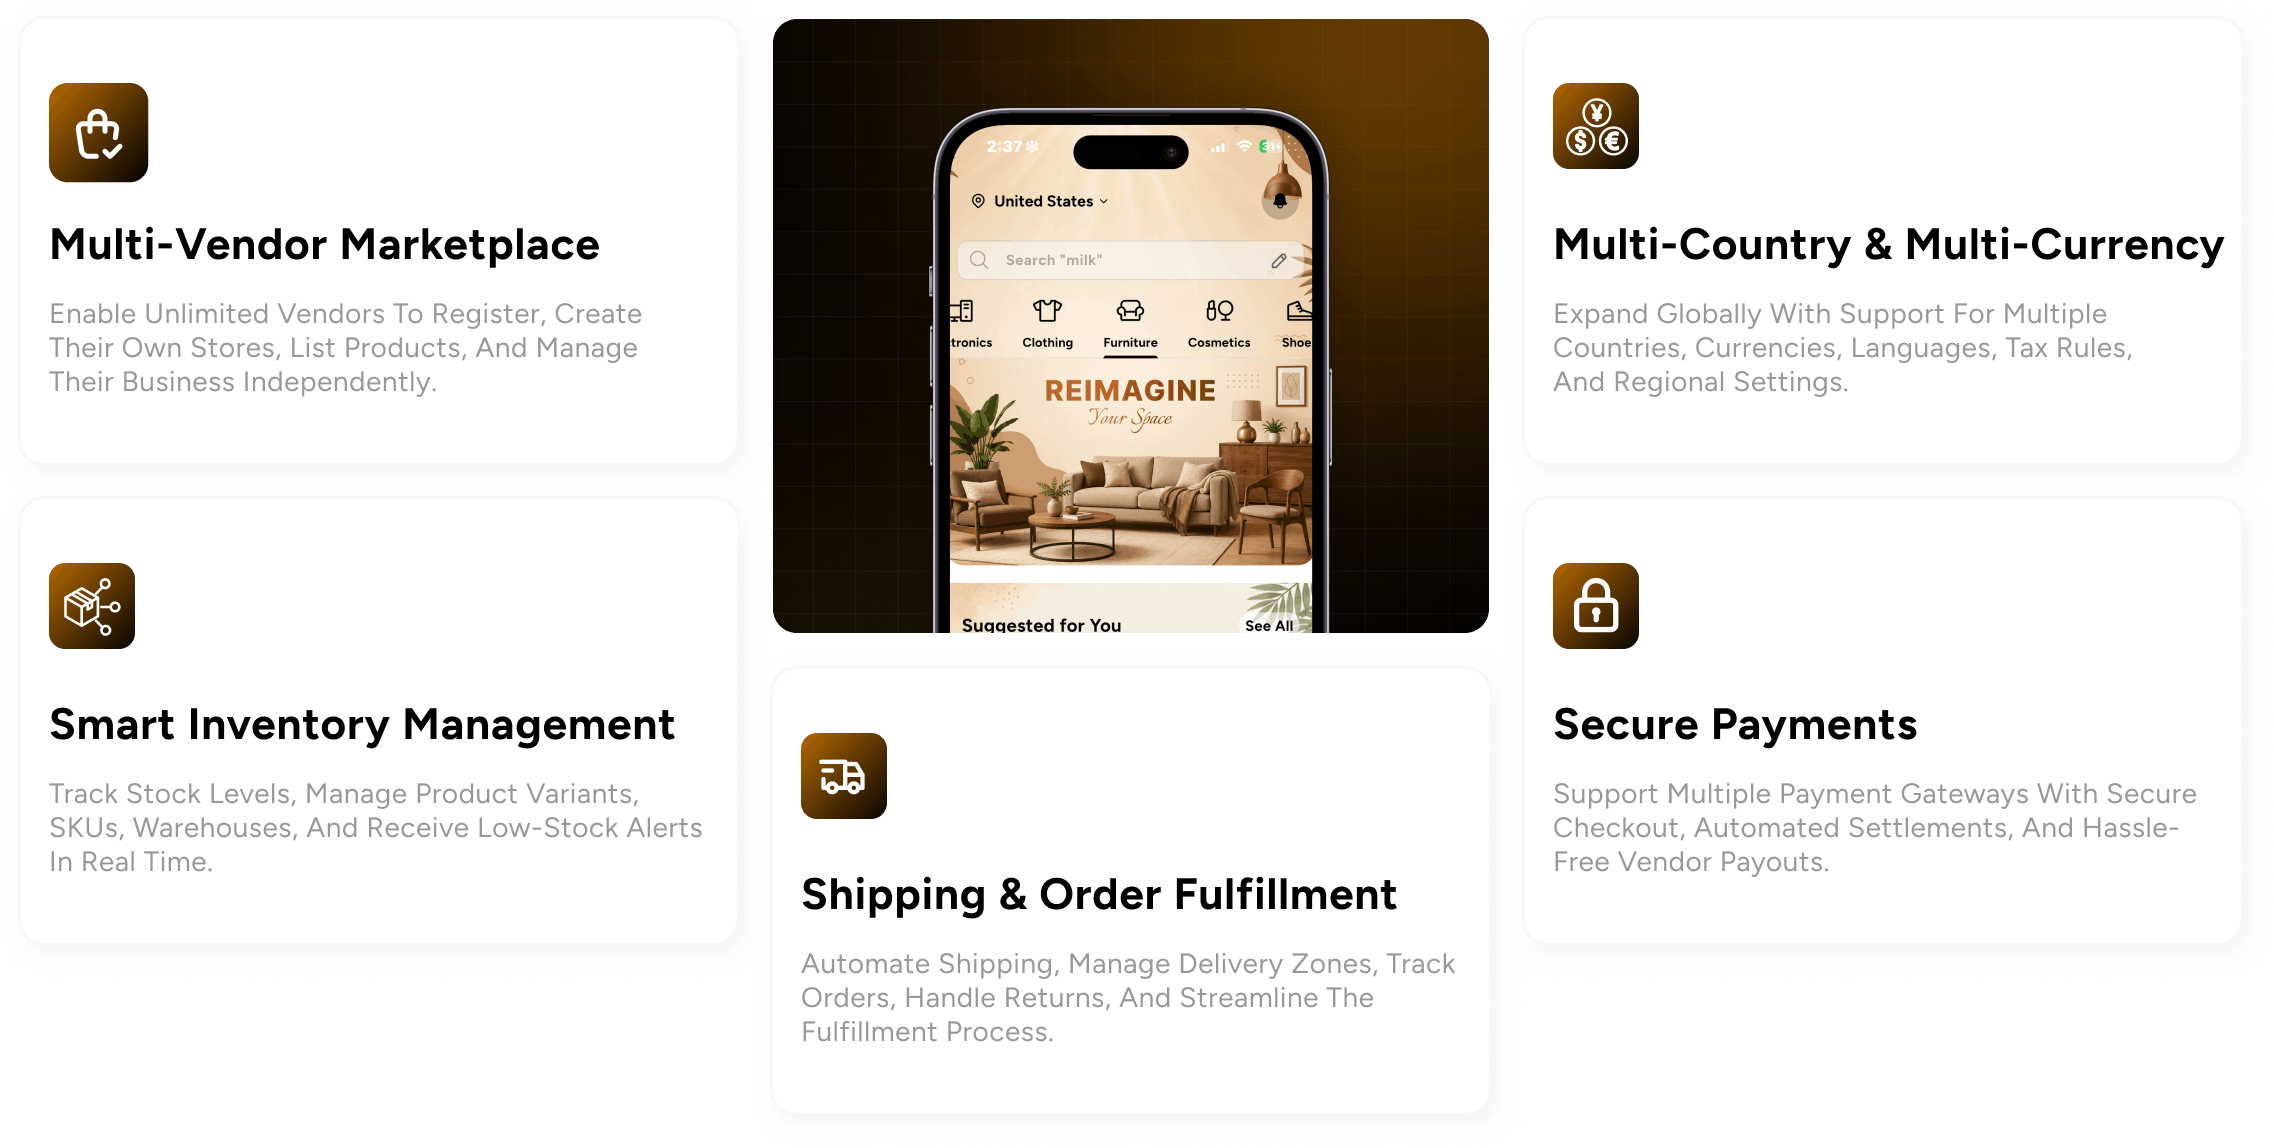 Multi-Vendor Marketplace
Enable Unlimited Vendors To Register, Create
Their Own Stores, List Products, And Manage
Their Business Independently.
Smart Inventory Management
Track Stock Levels, Manage Product Variants,
SKUs, Warehouses, And Receive Low-Stock Alerts
In Real Time.
2:37
31
United States
Search "milk"
tronics
Clothing
Furniture
Cosmetics
Shoe
REIMAGINE
Your Space
Suggested for You
See All
Shipping & Order Fulfillment
Automate Shipping, Manage Delivery Zones, Track
Orders, Handle Returns, And Streamline The
Fulfillment Process.
Multi-Country & Multi-Currency
Expand Globally With Support For Multiple
Countries, Currencies, Languages, Tax Rules,
And Regional Settings.
Secure Payments
Support Multiple Payment Gateways With Secure
Checkout, Automated Settlements, And Hassle-
Free Vendor Payouts.